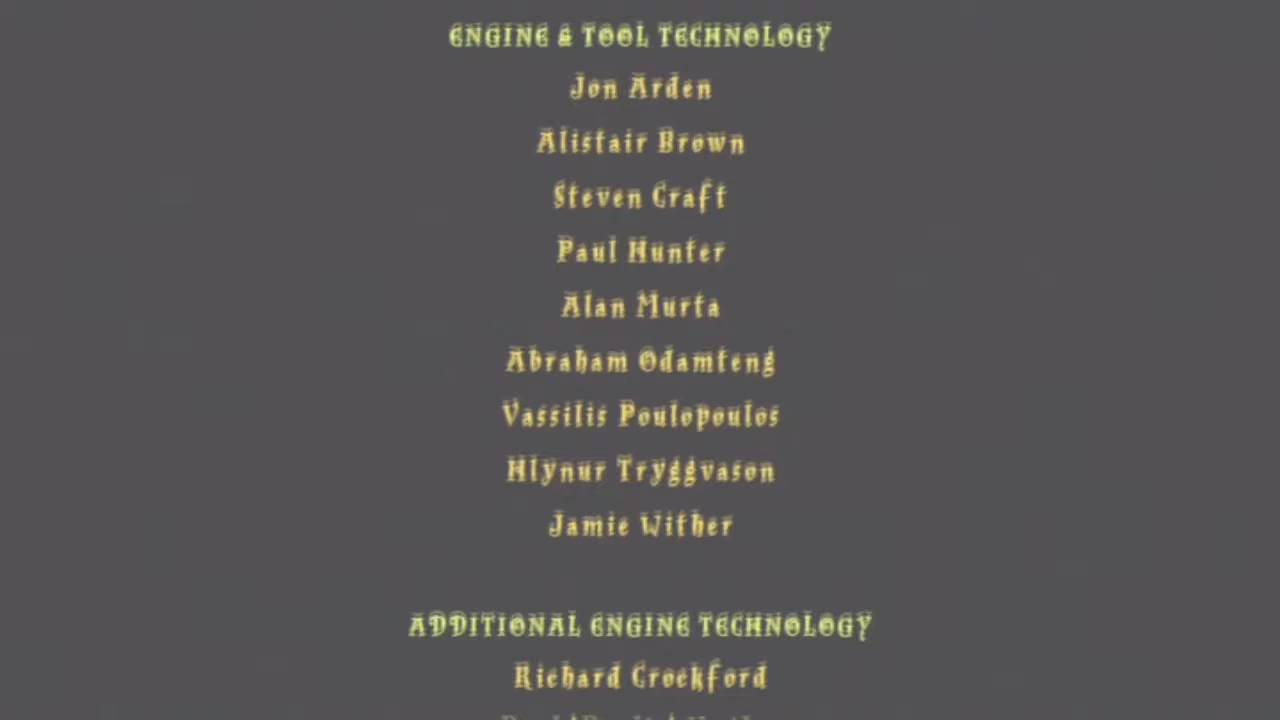 ENGINE & TOOL TECHNOLOGY
Jon Arden
Alistair Brown
Steven Craft
Paul Hunter
Alan Murta
Abraham Odamteng
Vassilis Poulopoulos
Hlynur Tryggvason
Jamie Wither
ADDITIONAL ENGINE TECHNOLOGY
Richard Crockford